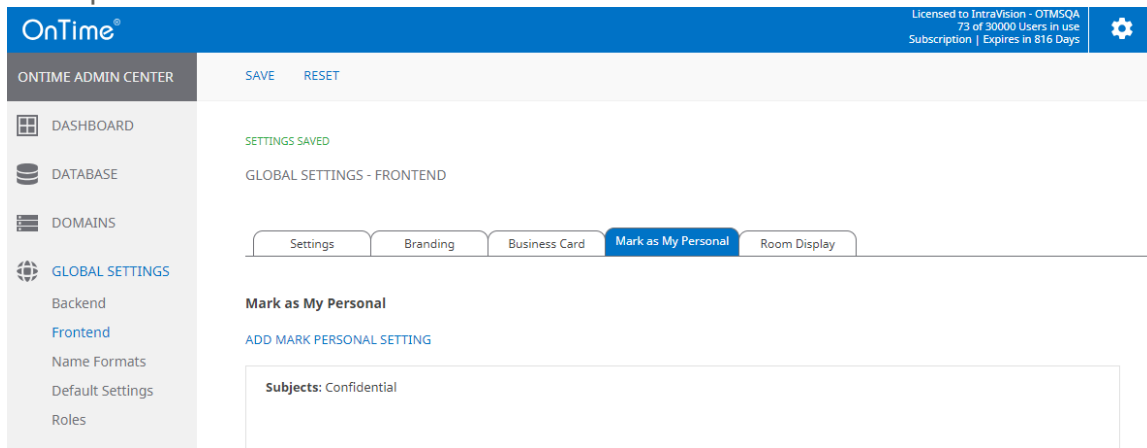 OnTime®
Licensed to IntraVision - OTMSQA
73 of 30000 Users in use
Subscription | Expires in 816 Days
ONTIME ADMIN CENTER
SAVE RESET
DASHBOARD
DATABASE
DOMAINS
GLOBAL SETTINGS
Backend
Frontend
Name Formats
Default Settings
Roles
SETTINGS SAVED
GLOBAL SETTINGS - FRONTEND
Settings Branding Business Card Mark as My Personal Room Display
Mark as My Personal
ADD MARK PERSONAL SETTING
Subjects: Confidential